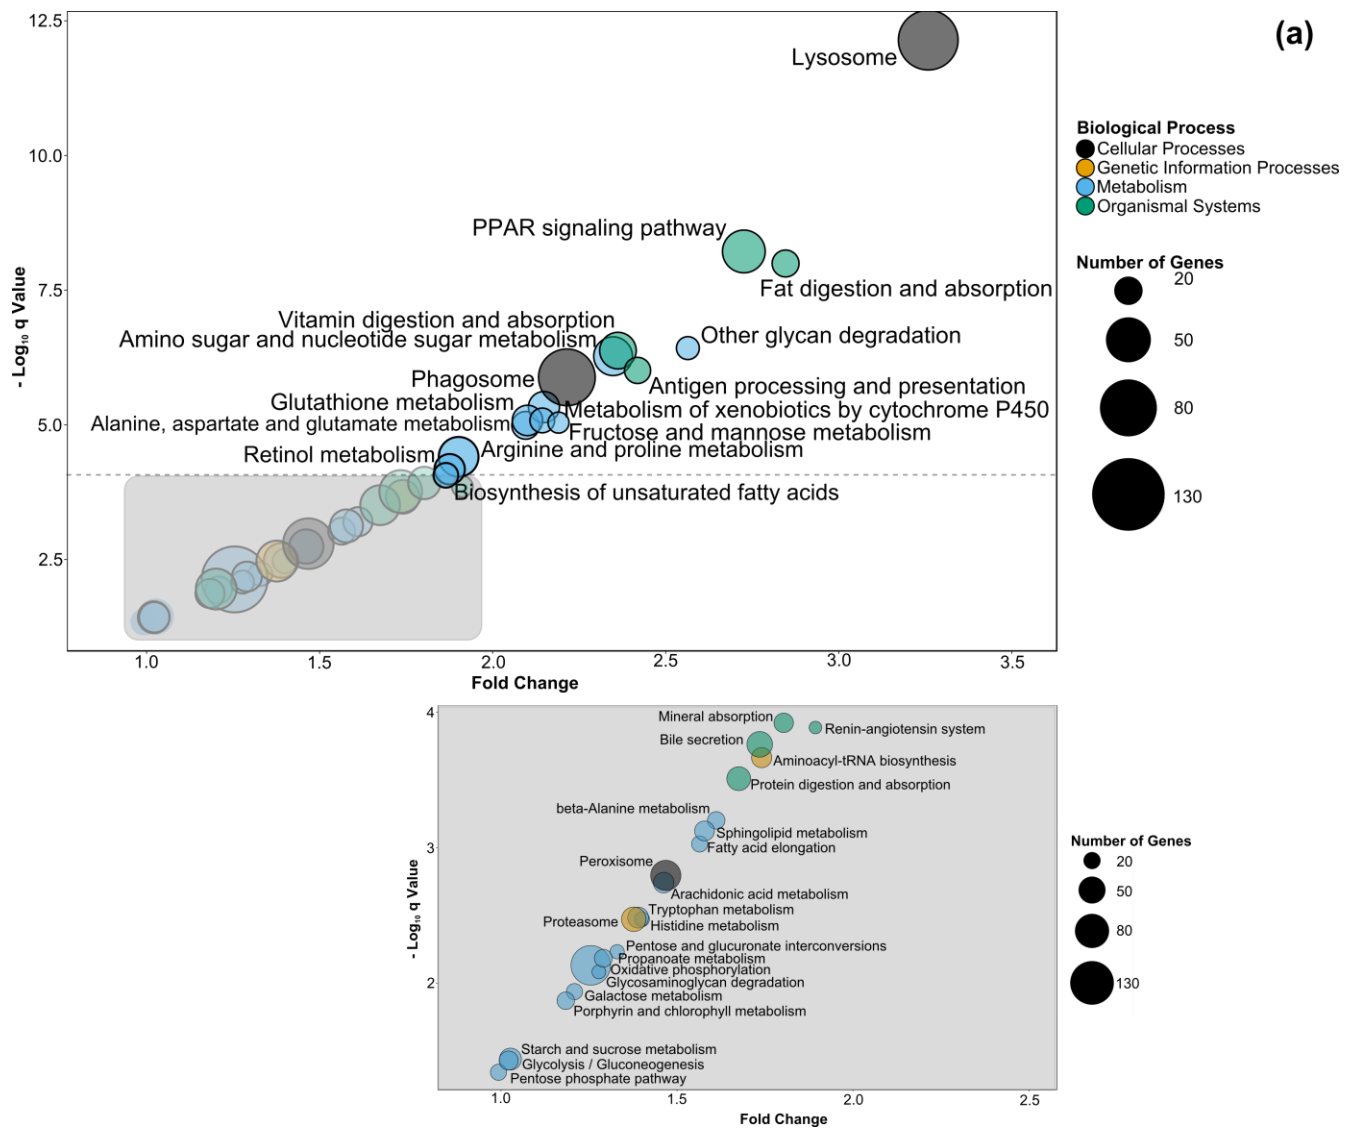 (a)
12.5
10.0
7.5
5.0
2.5
- Log₁₀ q Value
Lysosome
PPAR signaling pathway
Fat digestion and absorption
Vitamin digestion and absorption
Amino sugar and nucleotide sugar metabolism
Other glycan degradation
Phagosome
Antigen processing and presentation
Glutathione metabolism
Metabolism of xenobiotics by cytochrome P450
Alanine, aspartate and glutamate metabolism
Fructose and mannose metabolism
Retinol metabolism
Arginine and proline metabolism
Biosynthesis of unsaturated fatty acids
1.0
1.5
2.0
2.5
3.0
3.5
Fold Change
Biological Process
Cellular Processes
Genetic Information Processes
Metabolism
Organismal Systems
Number of Genes
20
50
80
130
4
3
2
- Log₁₀ q Value
Mineral absorption
Renin-angiotensin system
Bile secretion
Aminoacyl-tRNA biosynthesis
Protein digestion and absorption
beta-Alanine metabolism
Sphingolipid metabolism
Fatty acid elongation
Peroxisome
Arachidonic acid metabolism
Tryptophan metabolism
Proteasome
Histidine metabolism
Pentose and glucuronate interconversions
Propanoate metabolism
Oxidative phosphorylation
Glycosaminoglycan degradation
Galactose metabolism
Porphyrin and chlorophyll metabolism
Starch and sucrose metabolism
Glycolysis / Gluconeogenesis
Pentose phosphate pathway
1.0
1.5
2.0
2.5
Fold Change
Number of Genes
20
50
80
130